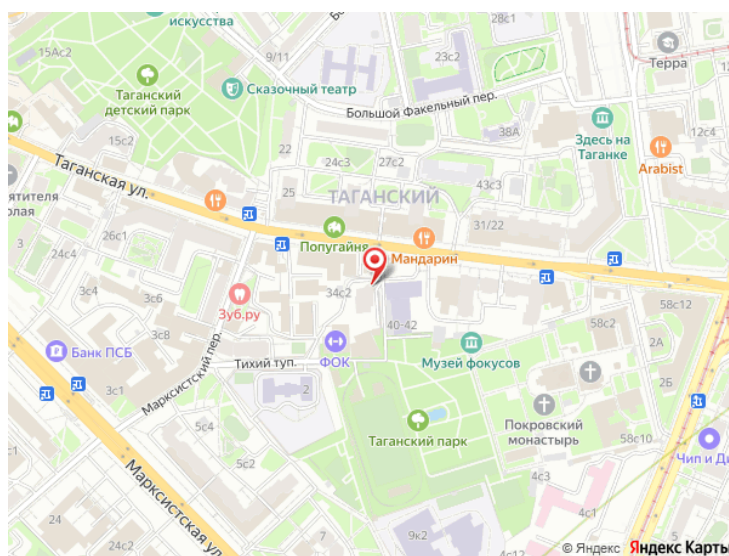 искусства
15Ас2
9/11
23с2
28с1
Терра
Таганский
детский парк
Сказочный театр
Большой Факельный пер.
12с4
38А
Здесь на
Таганке
15с2
22
24с3
27с2
Arabist
43с3
Таганская ул.
25
ТАГАНСКИЙ
31/22
26с1
24с4
Попугайня
Мандарин
3с4
34с2
58с12
Зуб.ру
40-42
58с2
3с8
2А
Банк ПСБ
ФОК
Музей фокусов
Тихий туп.
Марксистский пер.
3с1
2
2Б
Таганский парк
Покровский
монастырь
5с4
58с10
Чип и Ди
5с2
4с3
4с1
Марксистская ул.
24
9к2
© Яндекс Яндекс Карты